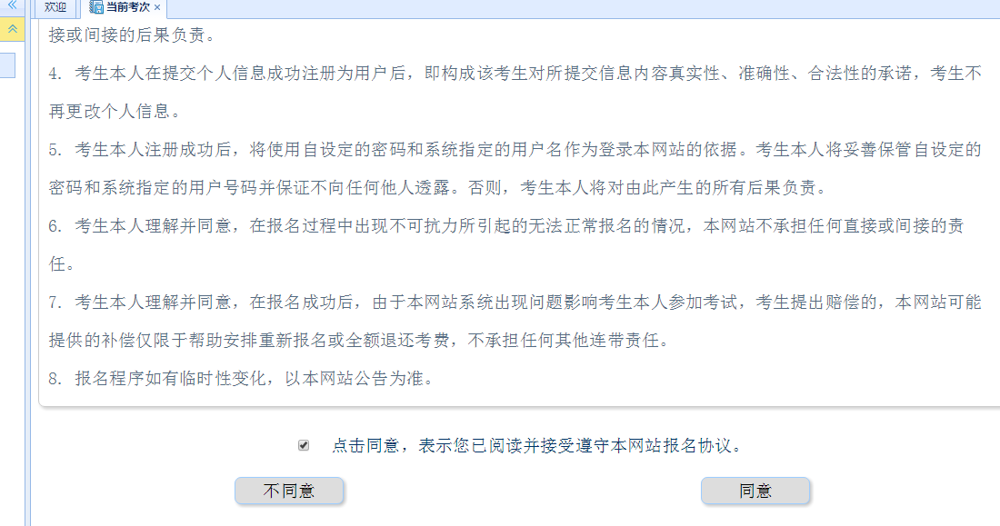 欢迎 当前考次
接或间接的后果负责。
4. 考生本人在提交个人信息成功注册为用户后，即构成该考生对所提交信息内容真实性、准确性、合法性的承诺，考生不
再更改个人信息。
5. 考生本人注册成功后，将使用自设定的密码和系统指定的用户名作为登录本网站的依据。考生本人将妥善保管自设定的
密码和系统指定的用户号码并保证不向任何他人透露。否则，考生本人将对由此产生的所有后果负责。
6. 考生本人理解并同意，在报名过程中出现不可抗力所引起的无法正常报名的情况，本网站不承担任何直接或间接的责
任。
7. 考生本人理解并同意，在报名成功后，由于本网站系统出现问题影响考生本人参加考试，考生提出赔偿的，本网站可能
提供的补偿仅限于帮助安排重新报名或全额退还考费，不承担任何其他连带责任。
8. 报名程序如有临时性变化，以本网站公告为准。
点击同意，表示您已阅读并接受遵守本网站报名协议。
不同意 同意